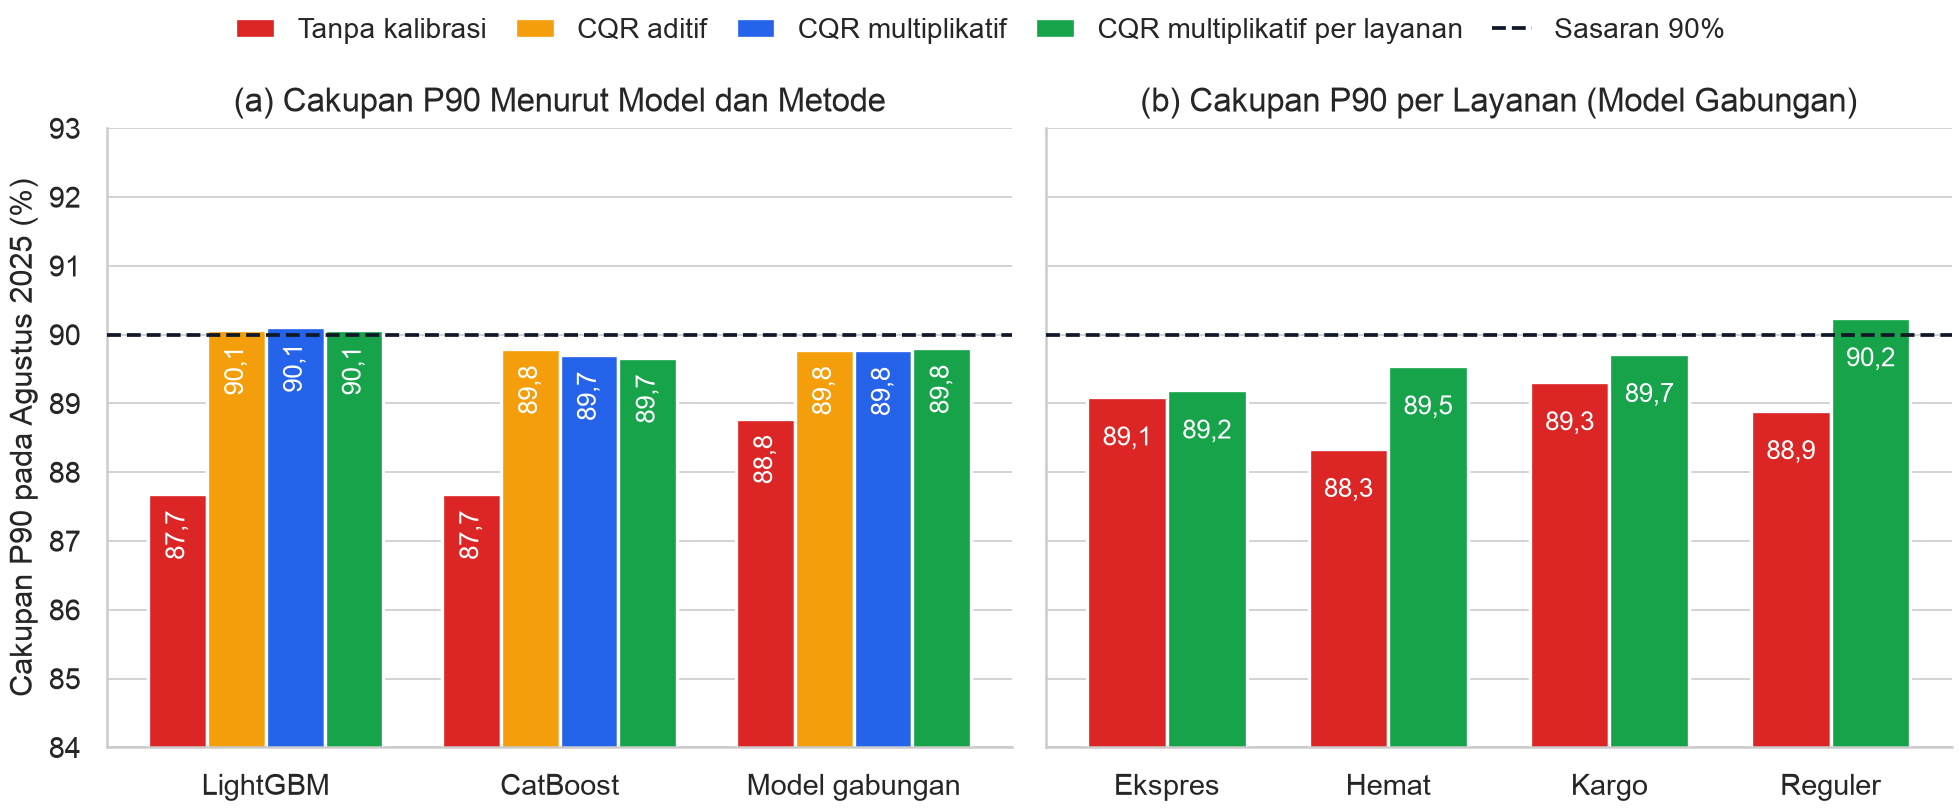 Tanpa kalibrasi CQR aditif CQR multiplikatif CQR multiplikatif per layanan Sasaran 90%
(a) Cakupan P90 Menurut Model dan Metode
Cakupan P90 pada Agustus 2025 (%)
93
92
91
90
89
88
87
86
85
84
87,7 90,1 90,1 90,1
87,7 89,8 89,7 89,7
88,8 89,8 89,8 89,8
LightGBM CatBoost Model gabungan
(b) Cakupan P90 per Layanan (Model Gabungan)
89,1 89,2
88,3 89,5
89,3 89,7
88,9 90,2
Ekspres Hemat Kargo Reguler